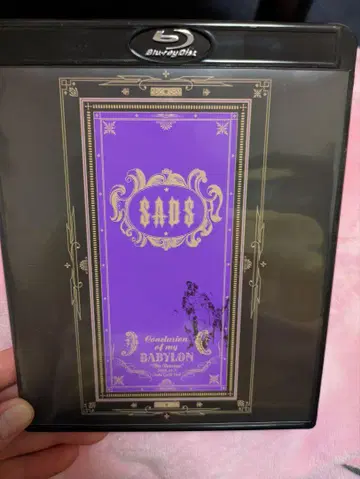 Blu-ray Disc
SADS
Conclusion
of my
BABYLON